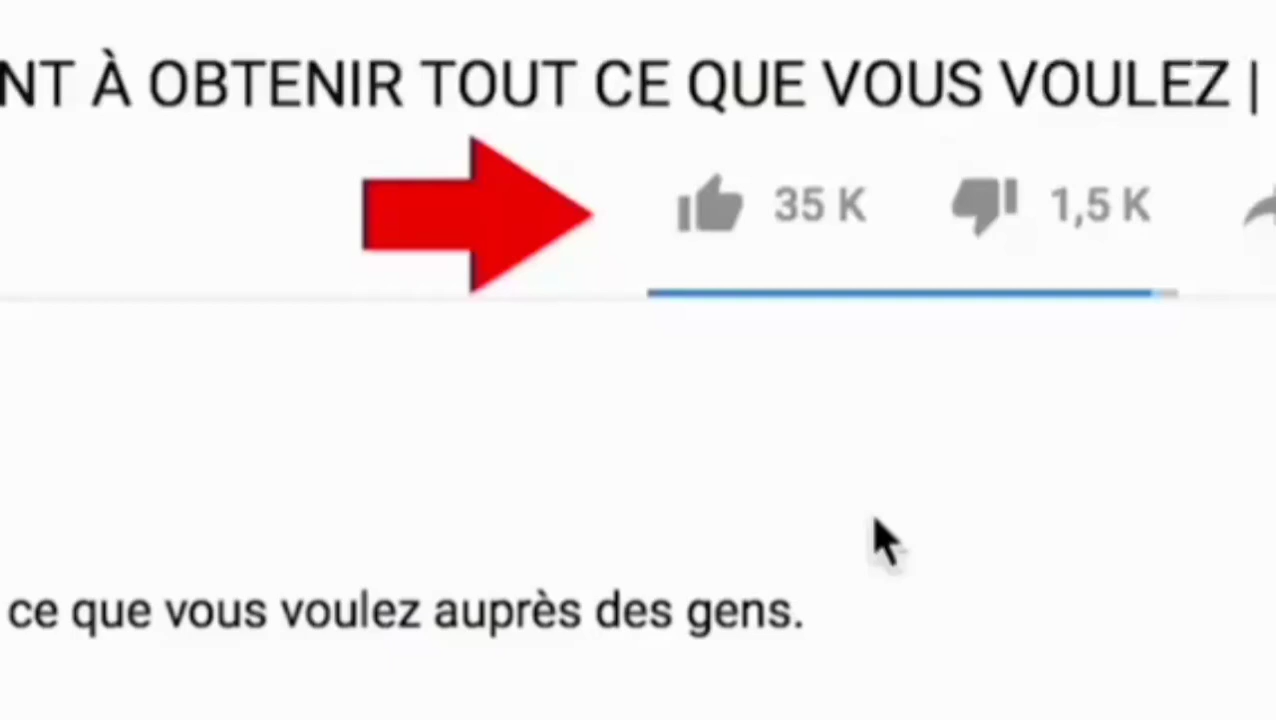 NT À OBTENIR TOUT CE QUE VOUS VOULEZ |
35 K 1,5 K
ce que vous voulez auprès des gens.